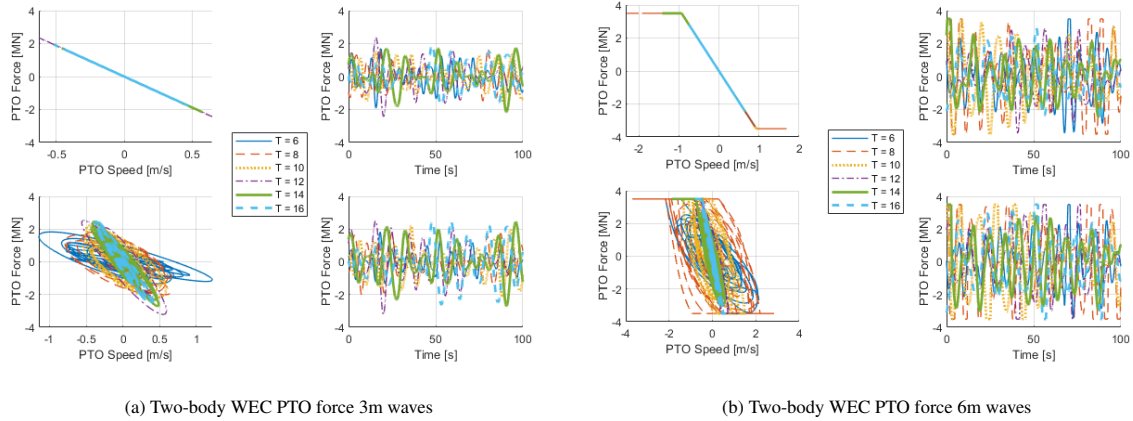 PTO Force [MN]
4
2
0
-2
-4
-0.5 0 0.5
PTO Speed [m/s]
PTO Force [MN]
4
2
0
-2
-4
0 50 100
Time [s]
T = 6
T = 8
T = 10
T = 12
T = 14
T = 16
PTO Force [MN]
4
2
0
-2
-4
-1 -0.5 0 0.5 1
PTO Speed [m/s]
PTO Force [MN]
4
2
0
-2
-4
0 50 100
Time [s]
(a) Two-body WEC PTO force 3m waves
PTO Force [MN]
4
2
0
-2
-4
-2 -1 0 1 2
PTO Speed [m/s]
PTO Force [MN]
4
2
0
-2
-4
0 50 100
Time [s]
T = 6
T = 8
T = 10
T = 12
T = 14
T = 16
PTO Force [MN]
4
2
0
-2
-4
-4 -2 0 2 4
PTO Speed [m/s]
PTO Force [MN]
4
2
0
-2
-4
0 50 100
Time [s]
(b) Two-body WEC PTO force 6m waves